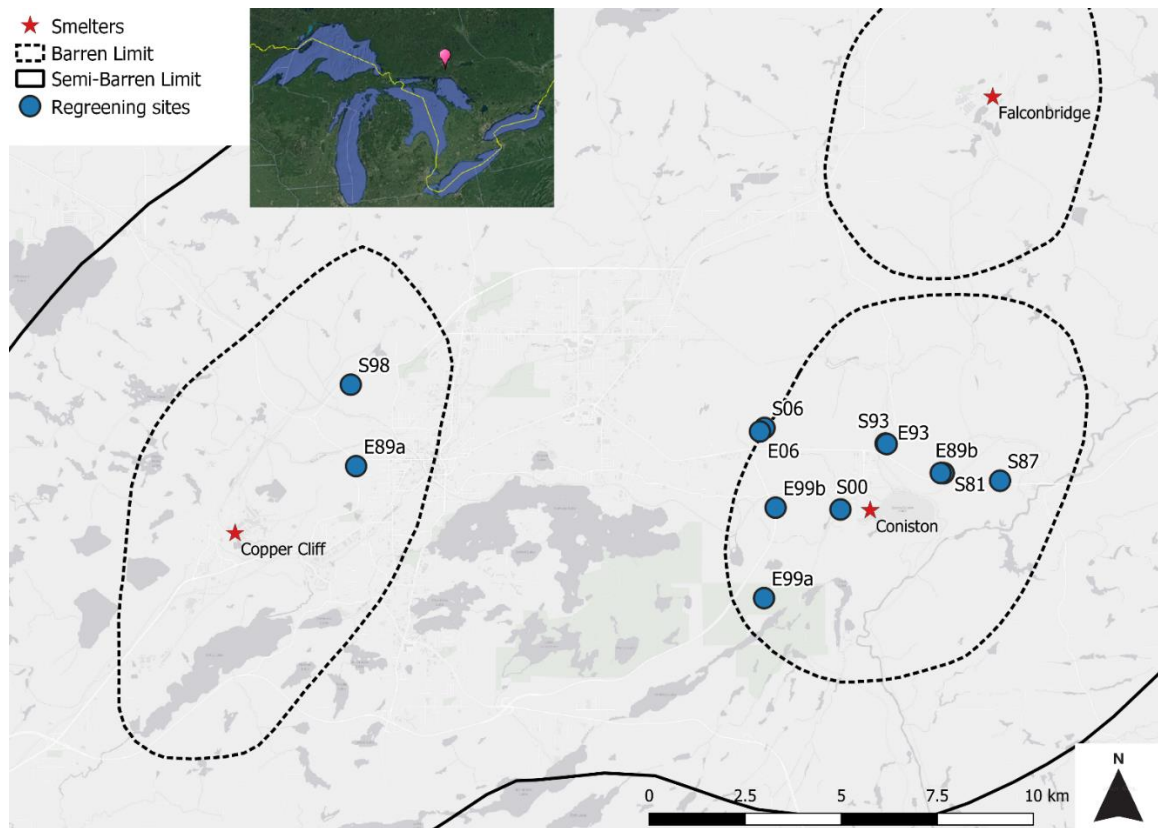 Smelters
Barren Limit
Semi-Barren Limit
Regreening sites
Falconbridge
S98
E89a
Copper Cliff
S06
E06
S93
E93
E89b
S81
S87
E99b
S00
Coniston
E99a
N
0 2.5 5 7.5 10 km